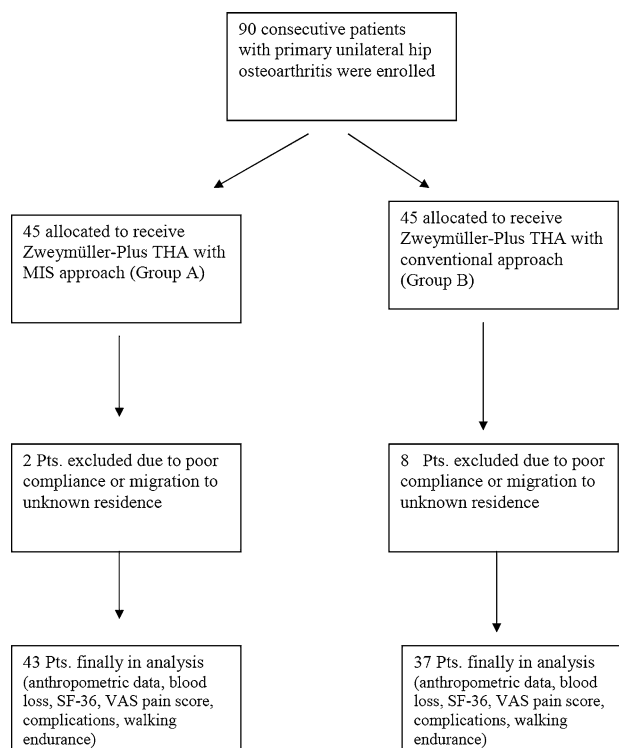 90 consecutive patients
with primary unilateral hip
osteoarthritis were enrolled
45 allocated to receive
Zweymüller-Plus THA with
MIS approach (Group A)
45 allocated to receive
Zweymüller-Plus THA with
conventional approach
(Group B)
2 Pts. excluded due to poor
compliance or migration to
unknown residence
8 Pts. excluded due to poor
compliance or migration to
unknown residence
43 Pts. finally in analysis
(anthropometric data, blood
loss, SF-36, VAS pain score,
complications, walking
endurance)
37 Pts. finally in analysis
(anthropometric data, blood
loss, SF-36, VAS pain score,
complications, walking
endurance)